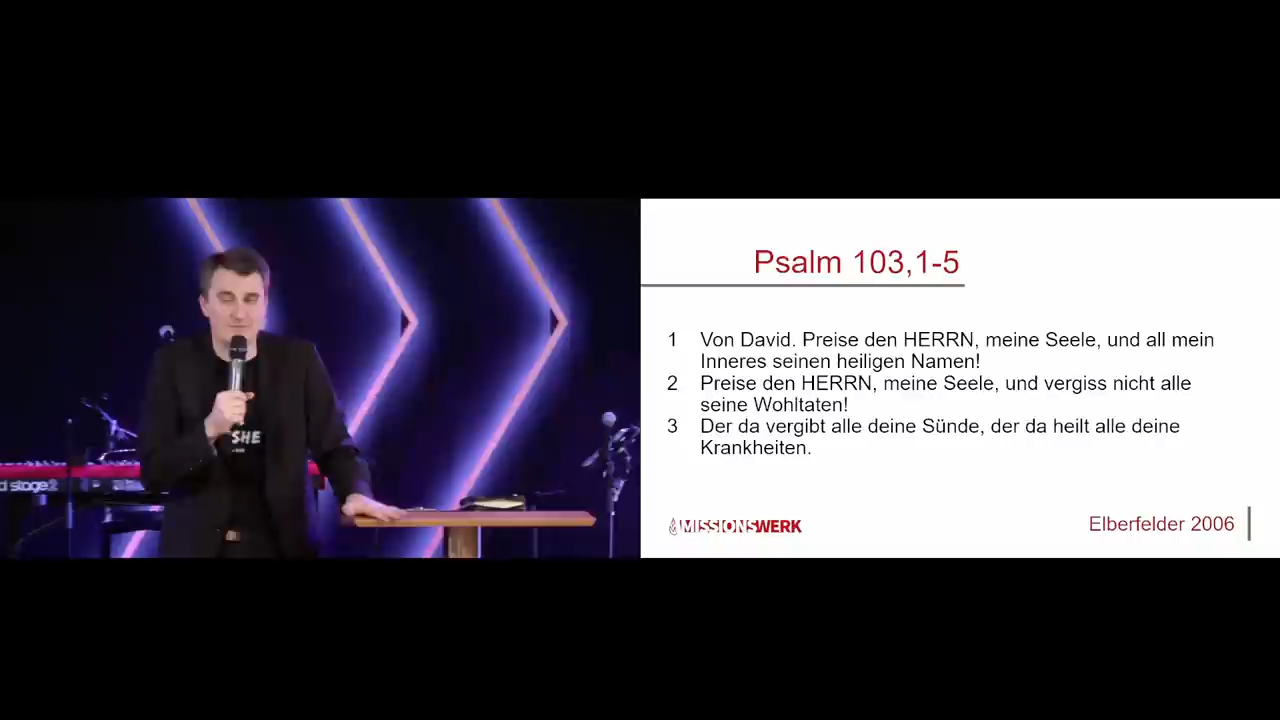 SHE
d stage2
Psalm 103,1-5
1 Von David. Preise den HERRN, meine Seele, und all mein
Inneres seinen heiligen Namen!
2 Preise den HERRN, meine Seele, und vergiss nicht alle
seine Wohltaten!
3 Der da vergibt alle deine Sünde, der da heilt alle deine
Krankheiten.
MISSIONSWERK
Elberfelder 2006